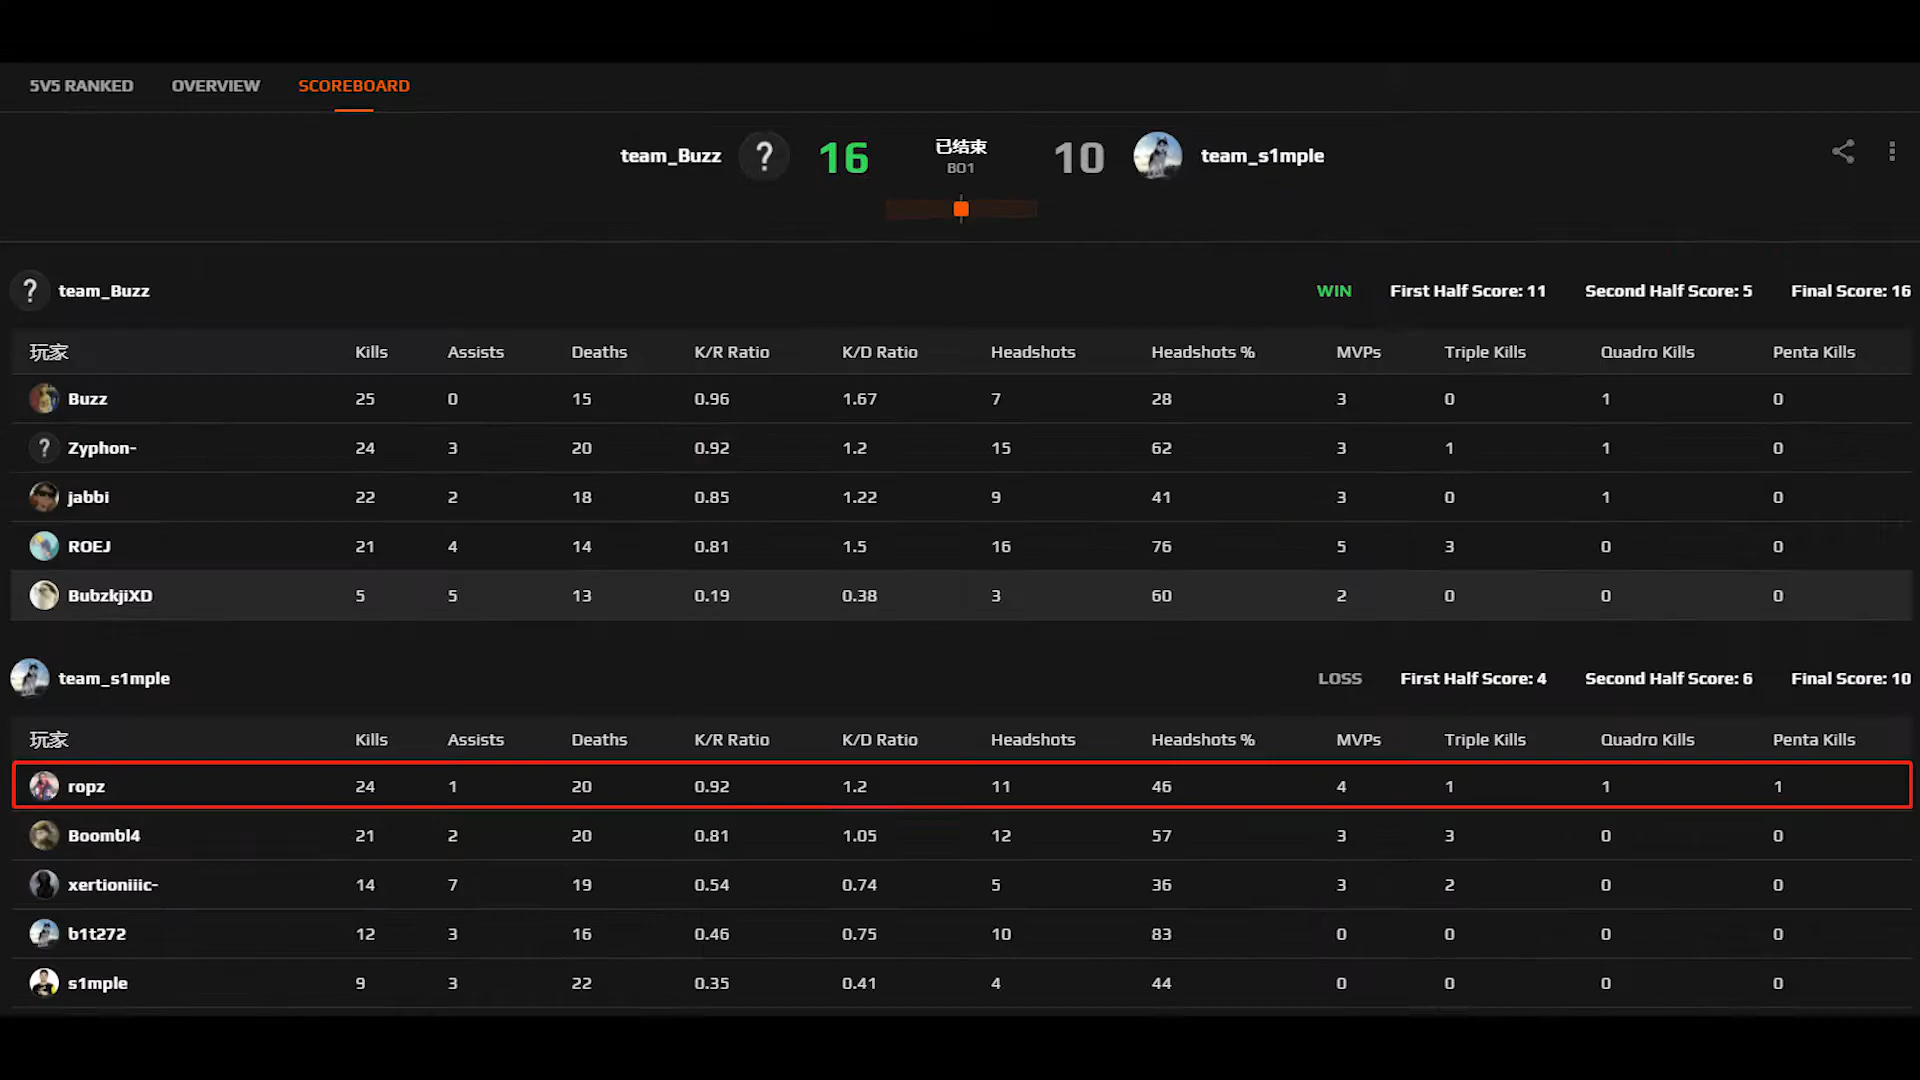 5V5 RANKED OVERVIEW SCOREBOARD
team_Buzz ? 16 已结束 10 team_s1mple
BO1
? team_Buzz WIN First Half Score: 11 Second Half Score: 5 Final Score: 16
玩家 Kills Assists Deaths K/R Ratio K/D Ratio Headshots Headshots % MVPs Triple Kills Quadro Kills Penta Kills
Buzz 25 0 15 0.96 1.67 7 28 3 0 1 0
? Zyphon- 24 3 20 0.92 1.2 15 62 3 1 1 0
jabbi 22 2 18 0.85 1.22 9 41 3 0 1 0
ROEJ 21 4 14 0.81 1.5 16 76 5 3 0 0
BubzkjiXD 5 5 13 0.19 0.38 3 60 2 0 0 0
team_s1mple LOSS First Half Score: 4 Second Half Score: 6 Final Score: 10
玩家 Kills Assists Deaths K/R Ratio K/D Ratio Headshots Headshots % MVPs Triple Kills Quadro Kills Penta Kills
ropz 24 1 20 0.92 1.2 11 46 4 1 1 1
Boombl4 21 2 20 0.81 1.05 12 57 3 3 0 0
xertioniiic- 14 7 19 0.54 0.74 5 36 3 2 0 0
b1t272 12 3 16 0.46 0.75 10 83 0 0 0 0
s1mple 9 3 22 0.35 0.41 4 44 0 0 0 0